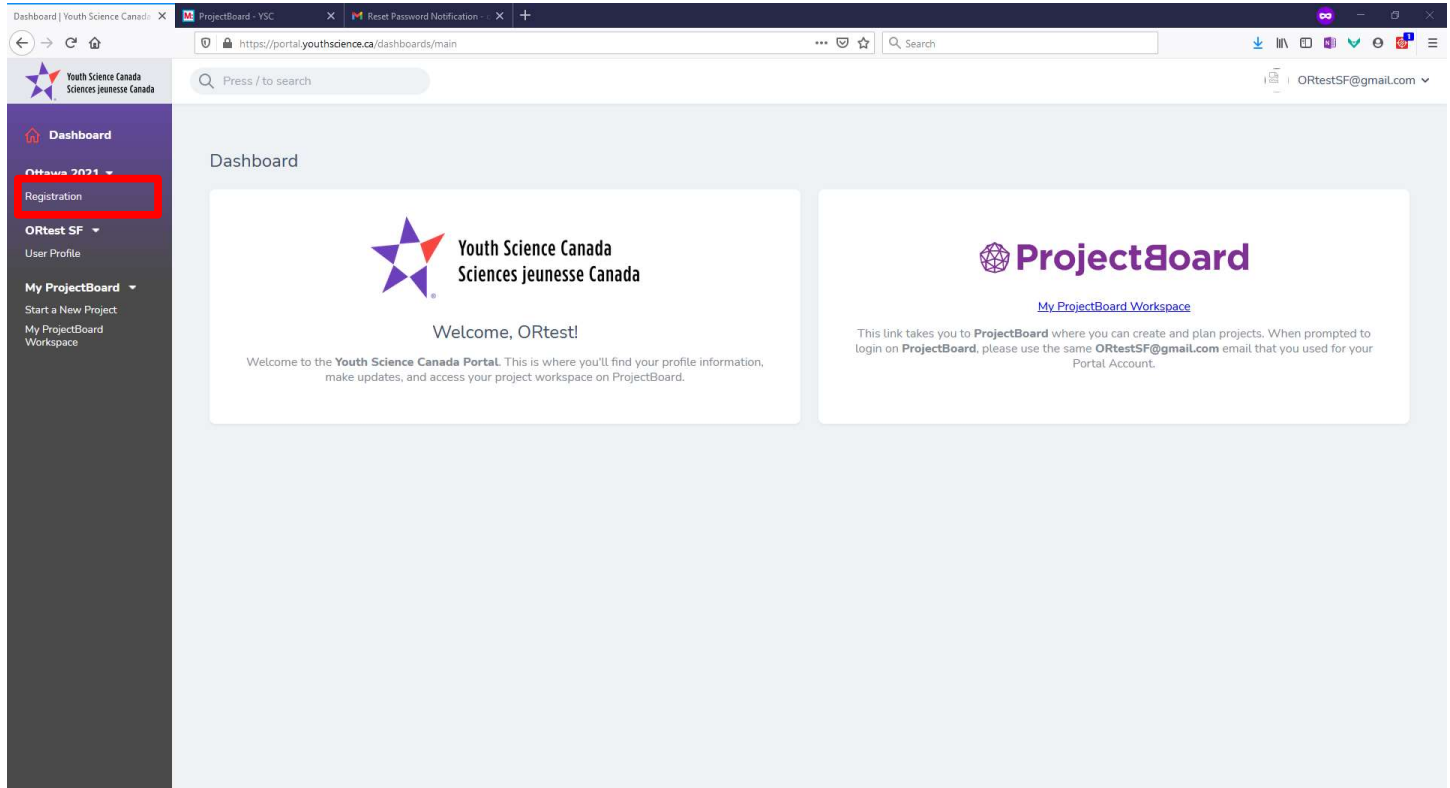 Dashboard | Youth Science Canada
ProjectBoard - YSC
Reset Password Notification -
https://portal.youthscience.ca/dashboards/main
Search
Youth Science Canada
Sciences jeunesse Canada
Press / to search
ORtestSF@gmail.com
Dashboard
Ottawa 2021
Registration
ORtest SF
User Profile
My ProjectBoard
Start a New Project
My ProjectBoard
Workspace
Dashboard
Youth Science Canada
Sciences jeunesse Canada
Welcome, ORtest!
Welcome to the Youth Science Canada Portal. This is where you'll find your profile information,
make updates, and access your project workspace on ProjectBoard.
ProjectBoard
My ProjectBoard Workspace
This link takes you to ProjectBoard where you can create and plan projects. When prompted to
login on ProjectBoard, please use the same ORtestSF@gmail.com email that you used for your
Portal Account.